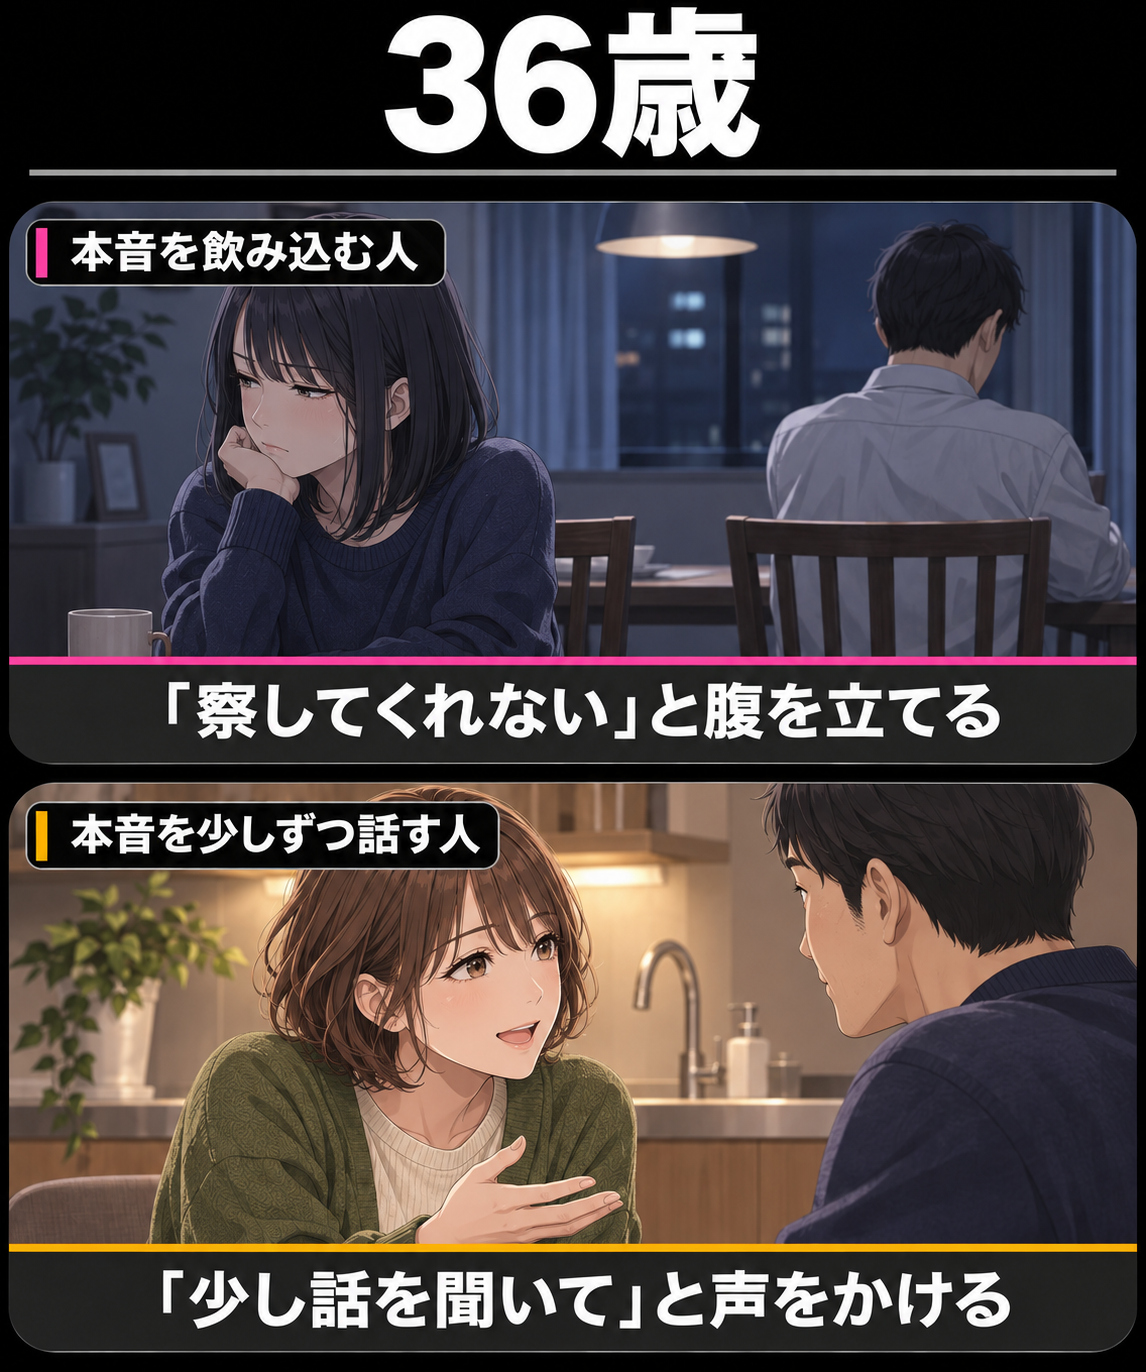 36歳
本音を飲み込む人
「察してくれない」と腹を立てる
本音を少しずつ話す人
「少し話を聞いて」と声をかける